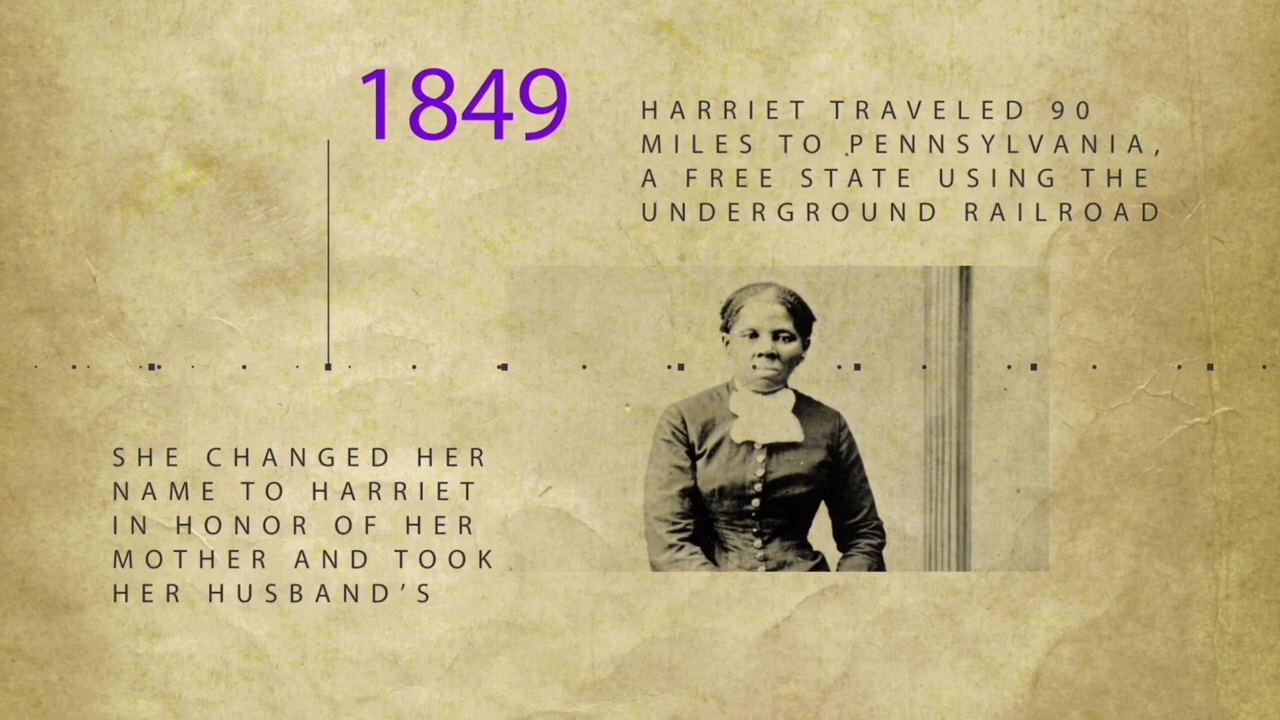 1849
HARRIET TRAVELED 90
MILES TO PENNSYLVANIA,
A FREE STATE USING THE
UNDERGROUND RAILROAD
SHE CHANGED HER
NAME TO HARRIET
IN HONOR OF HER
MOTHER AND TOOK
HER HUSBAND'S